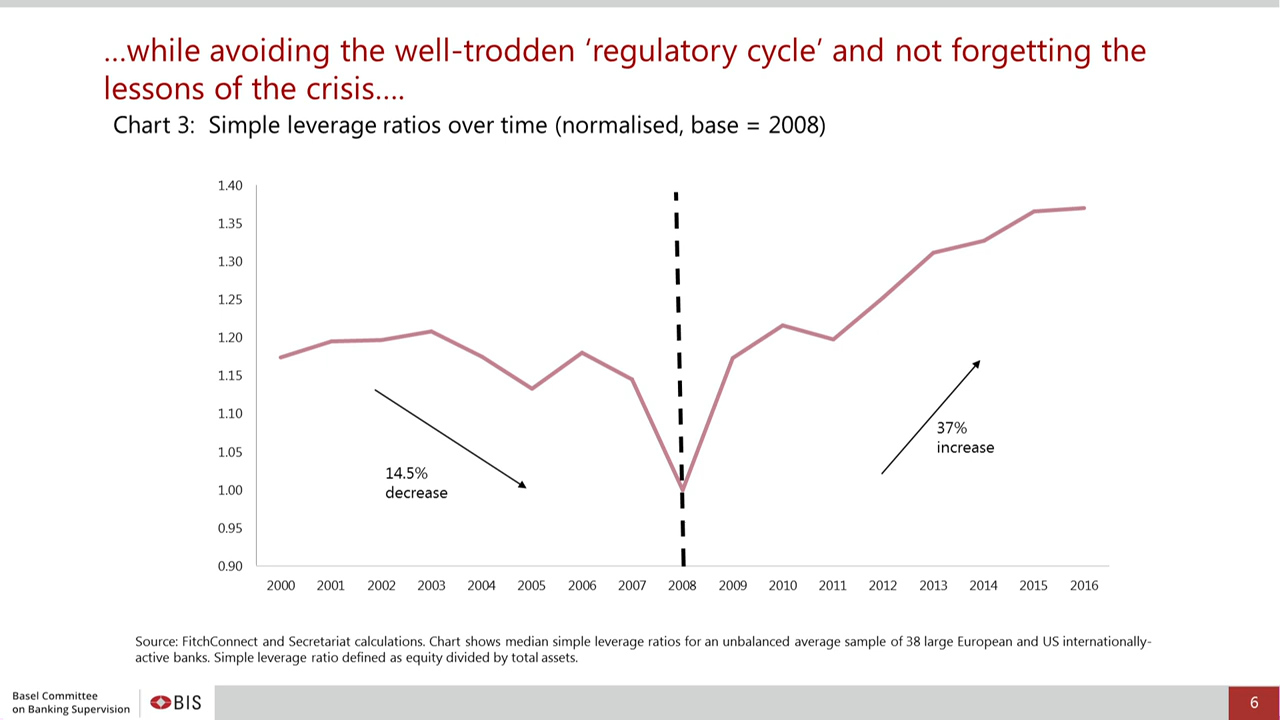 …while avoiding the well-trodden ‘regulatory cycle’ and not forgetting the
lessons of the crisis….
Chart 3: Simple leverage ratios over time (normalised, base = 2008)
1.40
1.35
1.30
1.25
1.20
1.15
1.10
1.05
1.00
0.95
0.90
14.5%
decrease
37%
increase
2000 2001 2002 2003 2004 2005 2006 2007 2008 2009 2010 2011 2012 2013 2014 2015 2016
Source: FitchConnect and Secretariat calculations. Chart shows median simple leverage ratios for an unbalanced average sample of 38 large European and US internationally-
active banks. Simple leverage ratio defined as equity divided by total assets.
Basel Committee
on Banking Supervision
BIS
6